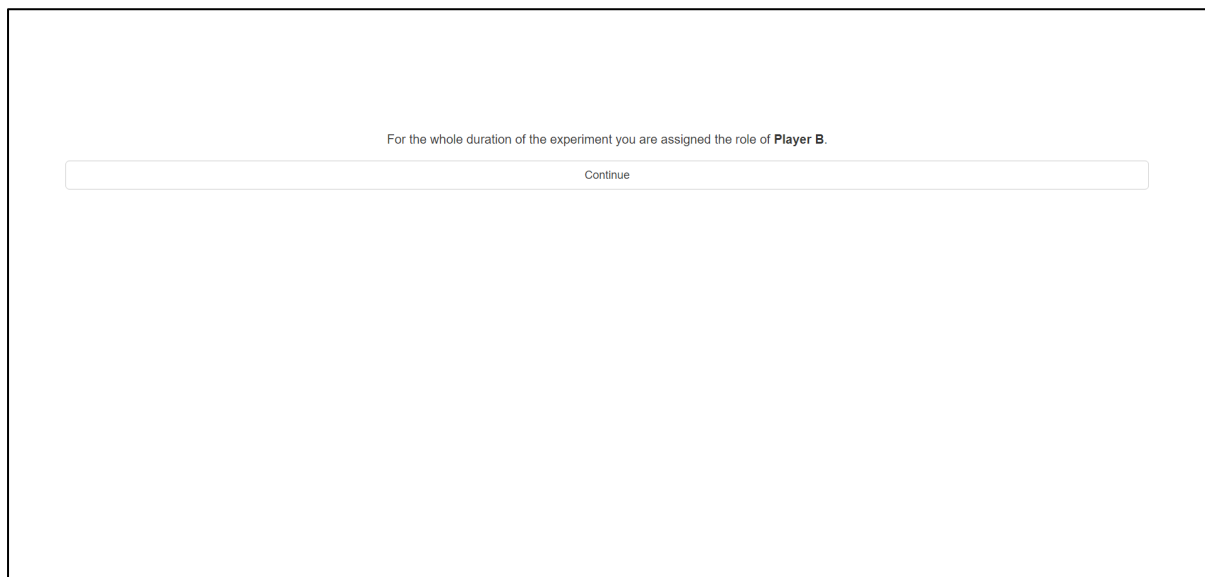 For the whole duration of the experiment you are assigned the role of Player B.
Continue